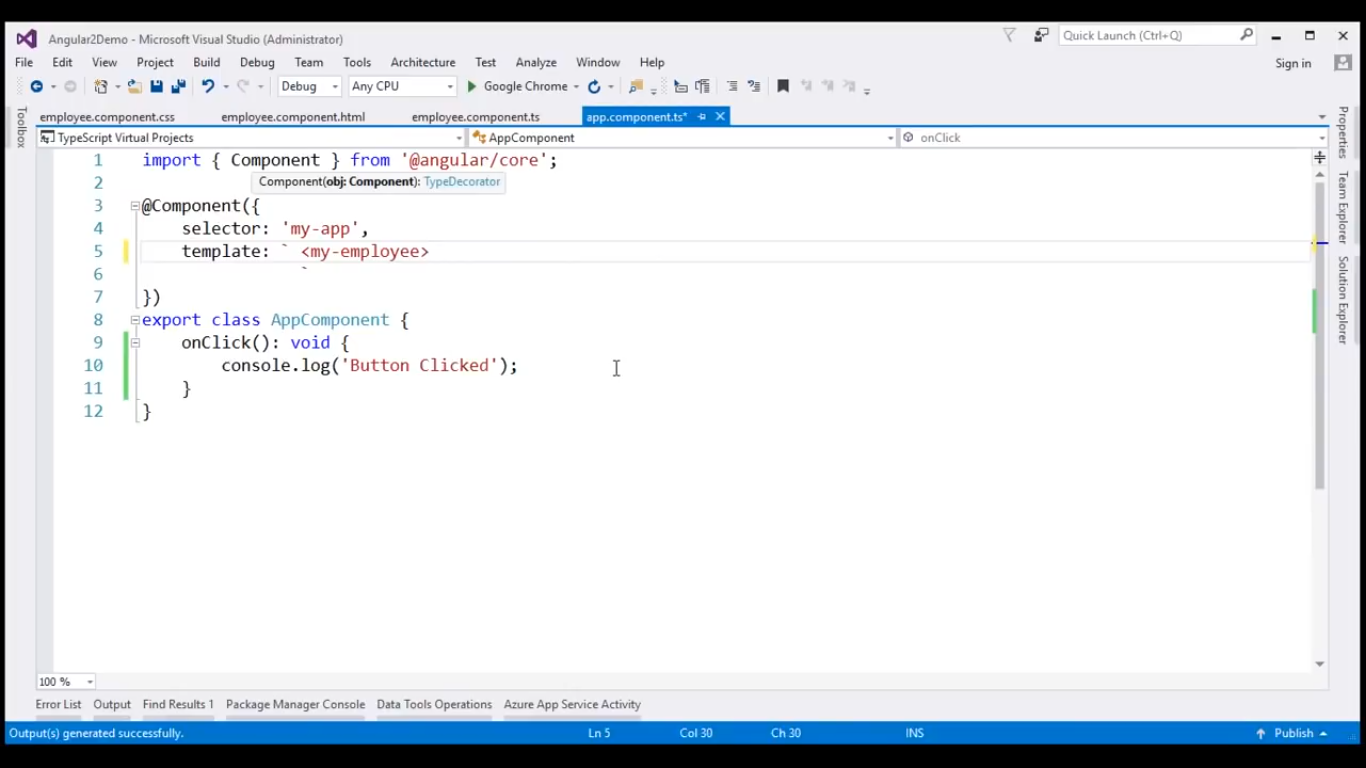 Angular2Demo - Microsoft Visual Studio (Administrator)
Quick Launch (Ctrl+Q)
File Edit View Project Build Debug Team Tools Architecture Test Analyze Window Help
Sign in
Debug Any CPU Google Chrome
employee.component.css employee.component.html employee.component.ts app.component.ts*
TypeScript Virtual Projects AppComponent onClick
1 import { Component } from '@angular/core';
2
Component(obj: Component): TypeDecorator
3 @Component({
4 selector: 'my-app',
5 template: ` <my-employee>
6 `
7 })
8 export class AppComponent {
9 onClick(): void {
10 console.log('Button Clicked');
11 }
12 }
Toolbox
Properties
Team Explorer
Solution Explorer
100 %
Error List Output Find Results 1 Package Manager Console Data Tools Operations Azure App Service Activity
Output(s) generated successfully. Ln 5 Col 30 Ch 30 INS Publish